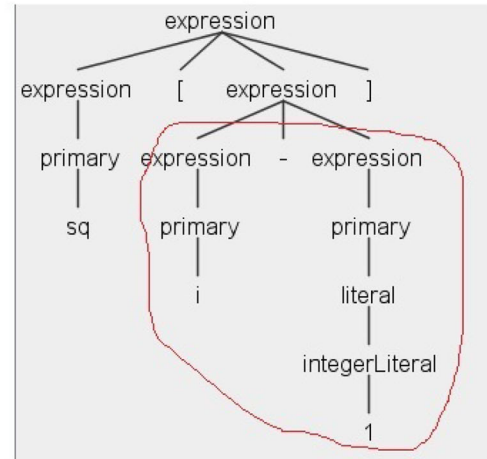 expression
expression [ expression ]
primary expression - expression
sq primary primary
i literal
integerLiteral
1